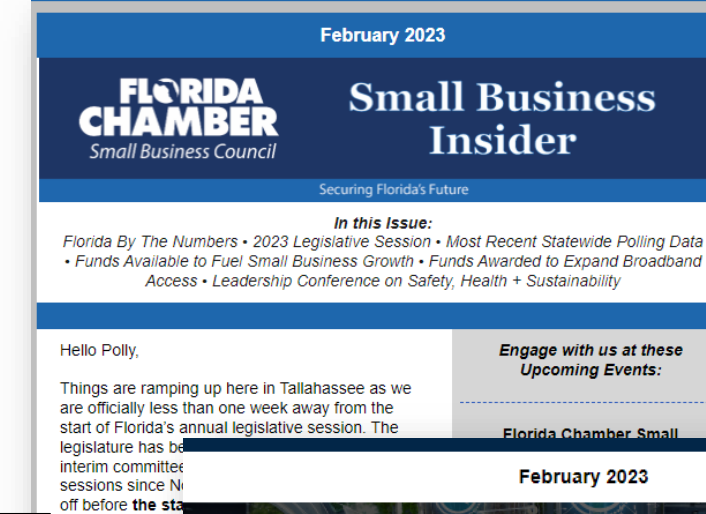 February 2023
FLORIDA
CHAMBER
Small Business Council
Small Business
Insider
Securing Florida's Future
In this Issue:
Florida By The Numbers • 2023 Legislative Session • Most Recent Statewide Polling Data
• Funds Available to Fuel Small Business Growth • Funds Awarded to Expand Broadband
Access • Leadership Conference on Safety, Health + Sustainability
Hello Polly,
Things are ramping up here in Tallahassee as we
are officially less than one week away from the
start of Florida's annual legislative session. The
legislature has
interim committee
sessions since
off before the
Engage with us at these
Upcoming Events:
Florida Chamber Small
February 2023